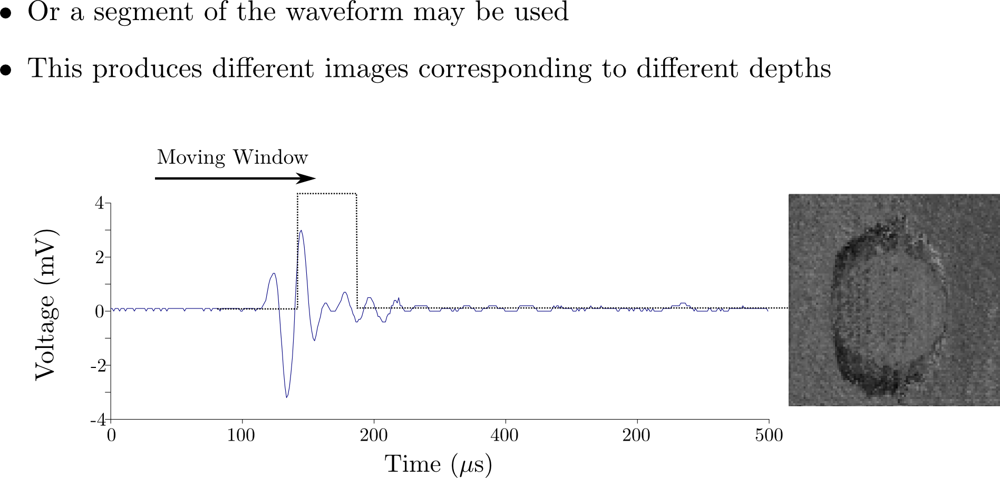 • Or a segment of the waveform may be used
• This produces different images corresponding to different depths
Moving Window
4
2
0
-2
-4
Voltage (mV)
0 100 200 400 200 500
Time (μs)